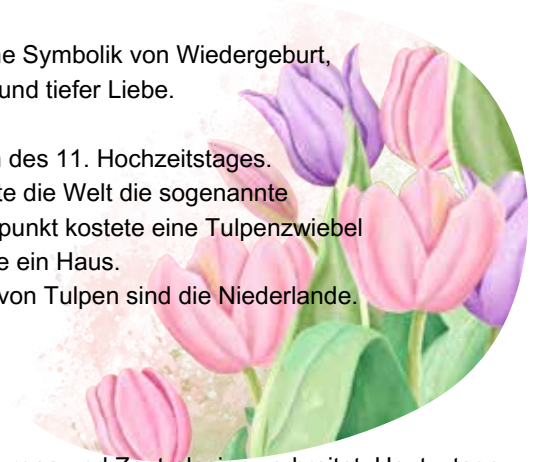 e Symbolik von Wiedergeburt,
und tiefer Liebe.
des 11. Hochzeitstages.
te die Welt die sogenannte
punkt kostete eine Tulpenzwiebel
e ein Haus.
von Tulpen sind die Niederlande.